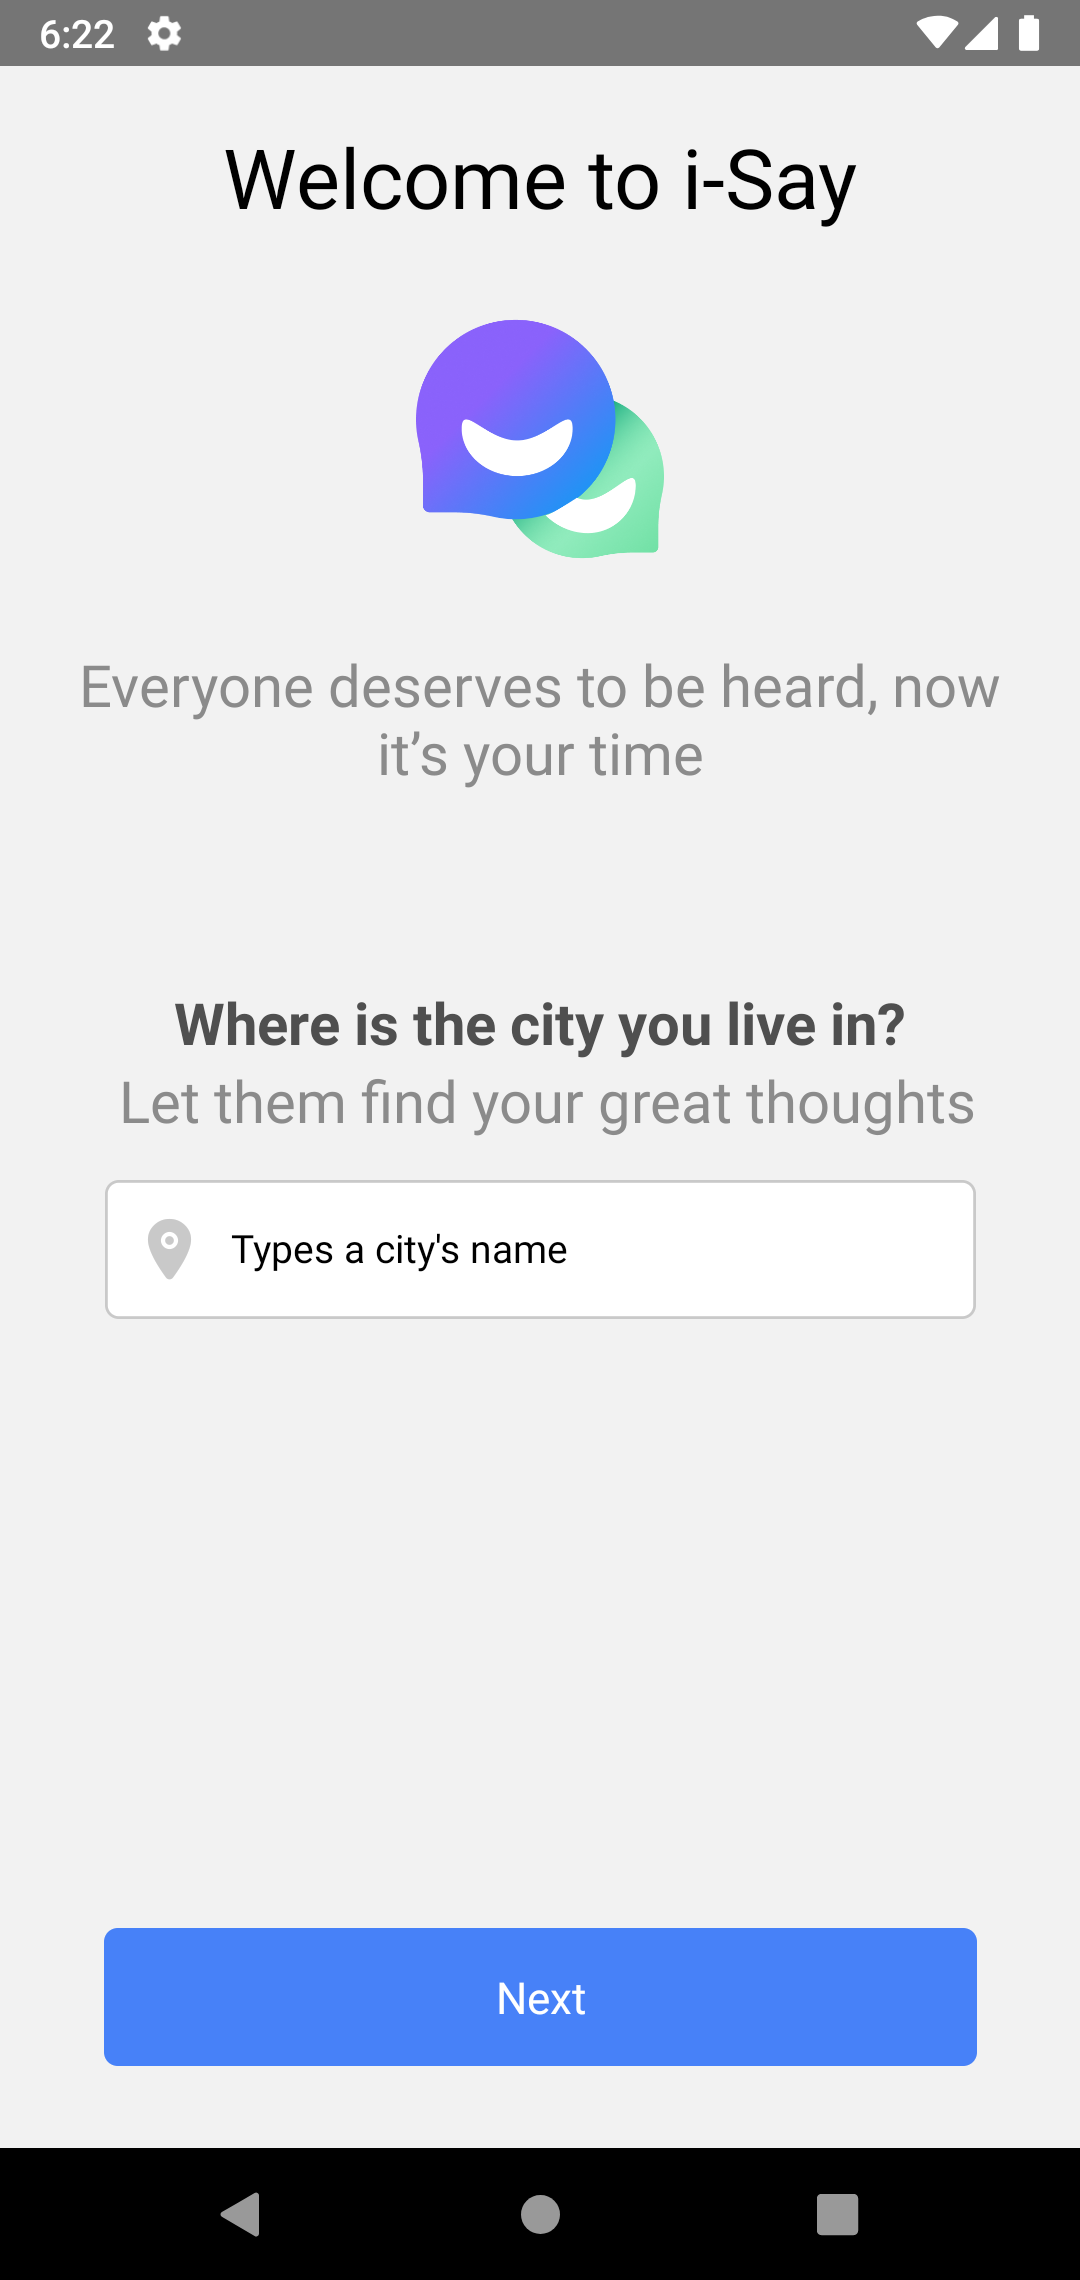 6:22
Welcome to i-Say
Everyone deserves to be heard, now
it’s your time
Where is the city you live in?
Let them find your great thoughts
Types a city's name
Next